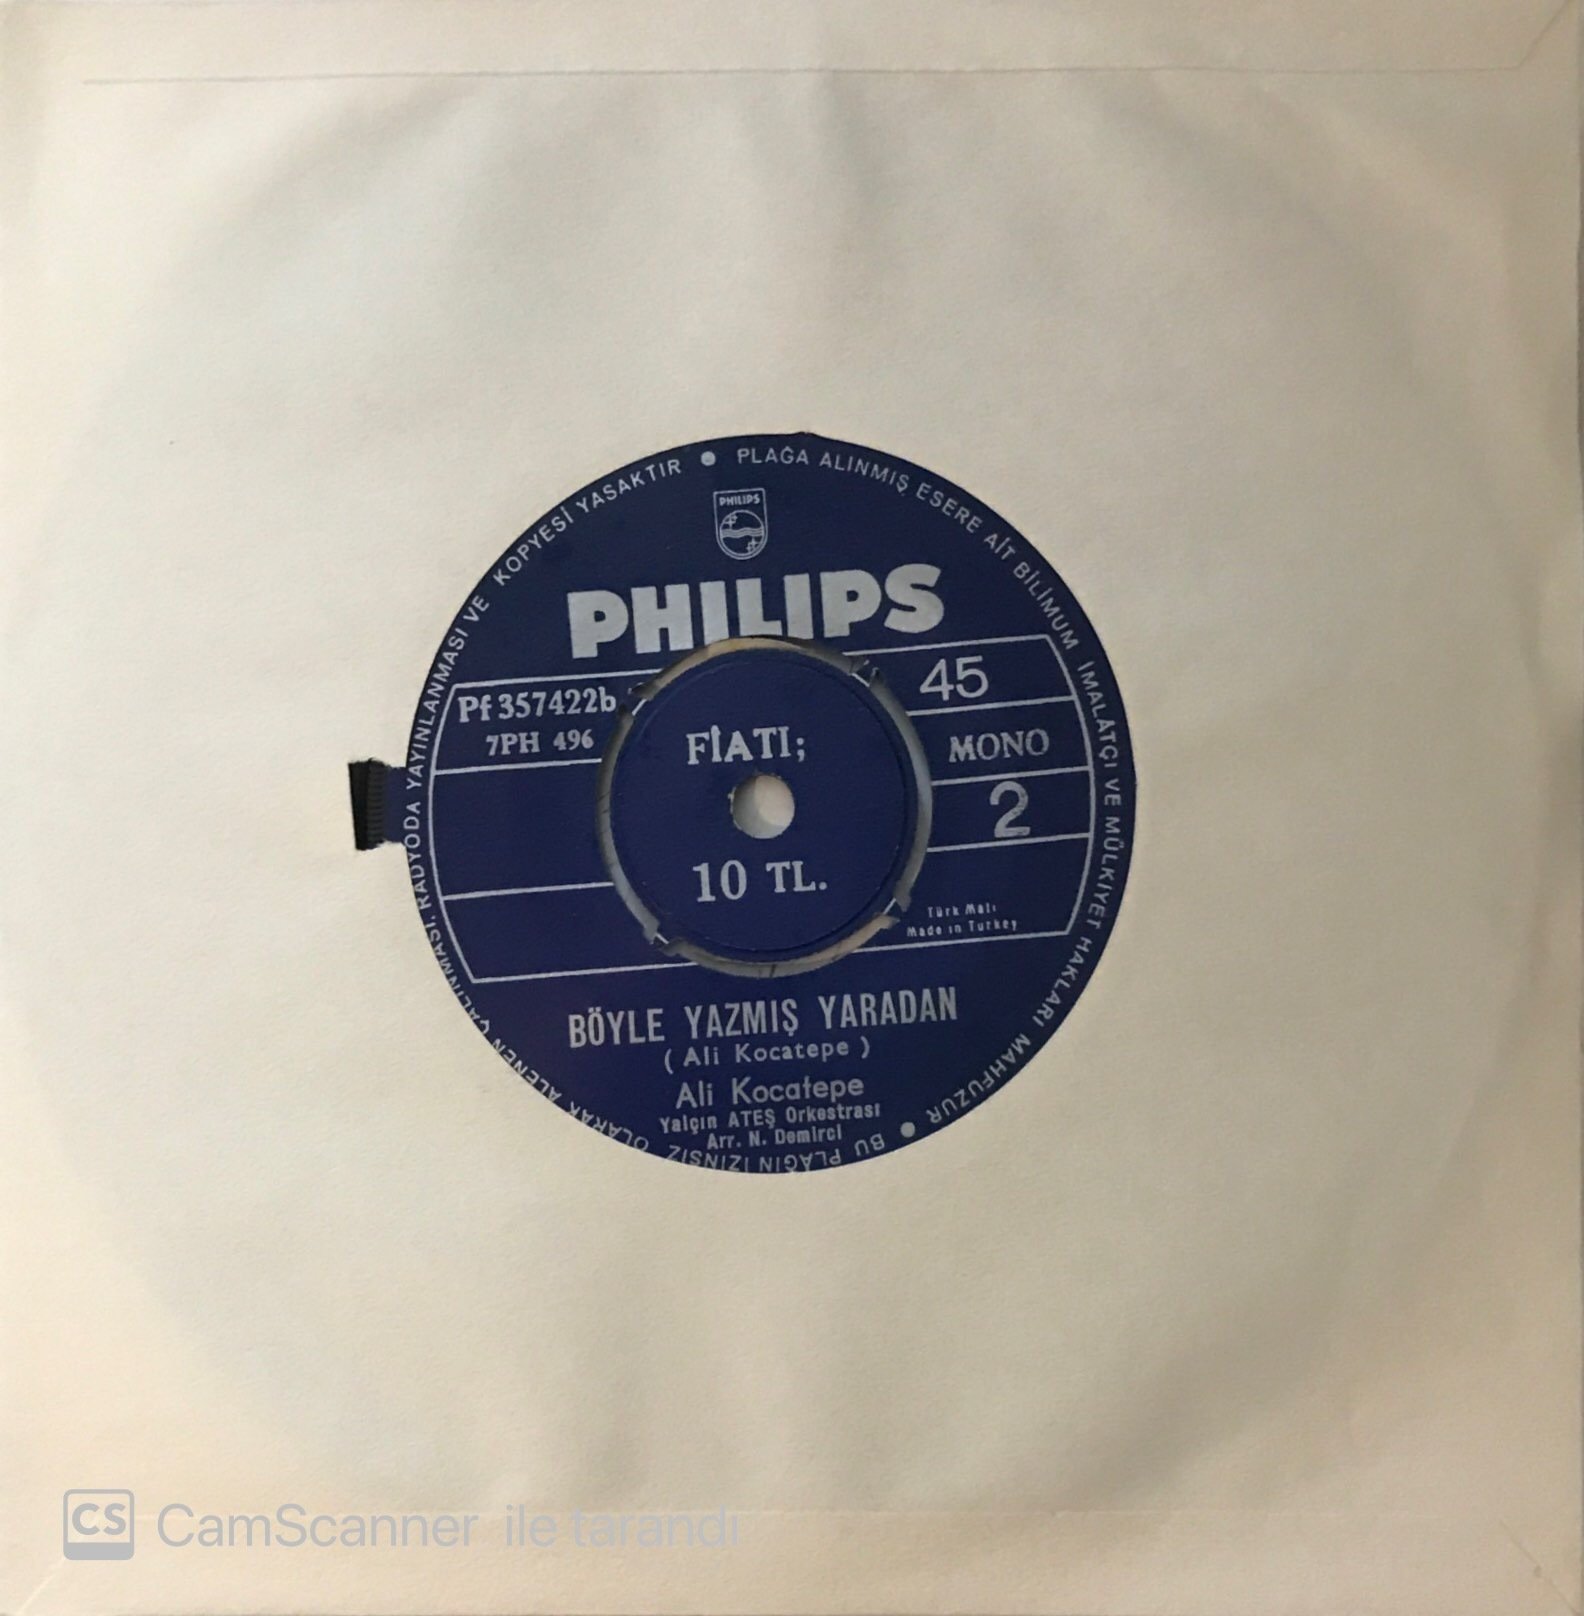 PLAĞA ALINMIŞ ESERE AİT BİLİMUM İMALATÇI VE MÜLKİYET HAKLARI MAHFUZUR ● BU PLAĞIN İZİNSİZ OLARAK ALENEN ÇALINMASI, RADYODA YAYINLANMASI VE KOPYESİ YASAKTIR ●
PHILIPS
PHILIPS
Pf 357422b
7PH 496
45
MONO
2
FİATI;
10 TL.
Türk Malı
Made in Turkey
BÖYLE YAZMIŞ YARADAN
( Ali Kocatepe )
Ali Kocatepe
Yalçın ATEŞ Orkestrası
Arr. N. Demirci
CS CamScanner ile tarandı